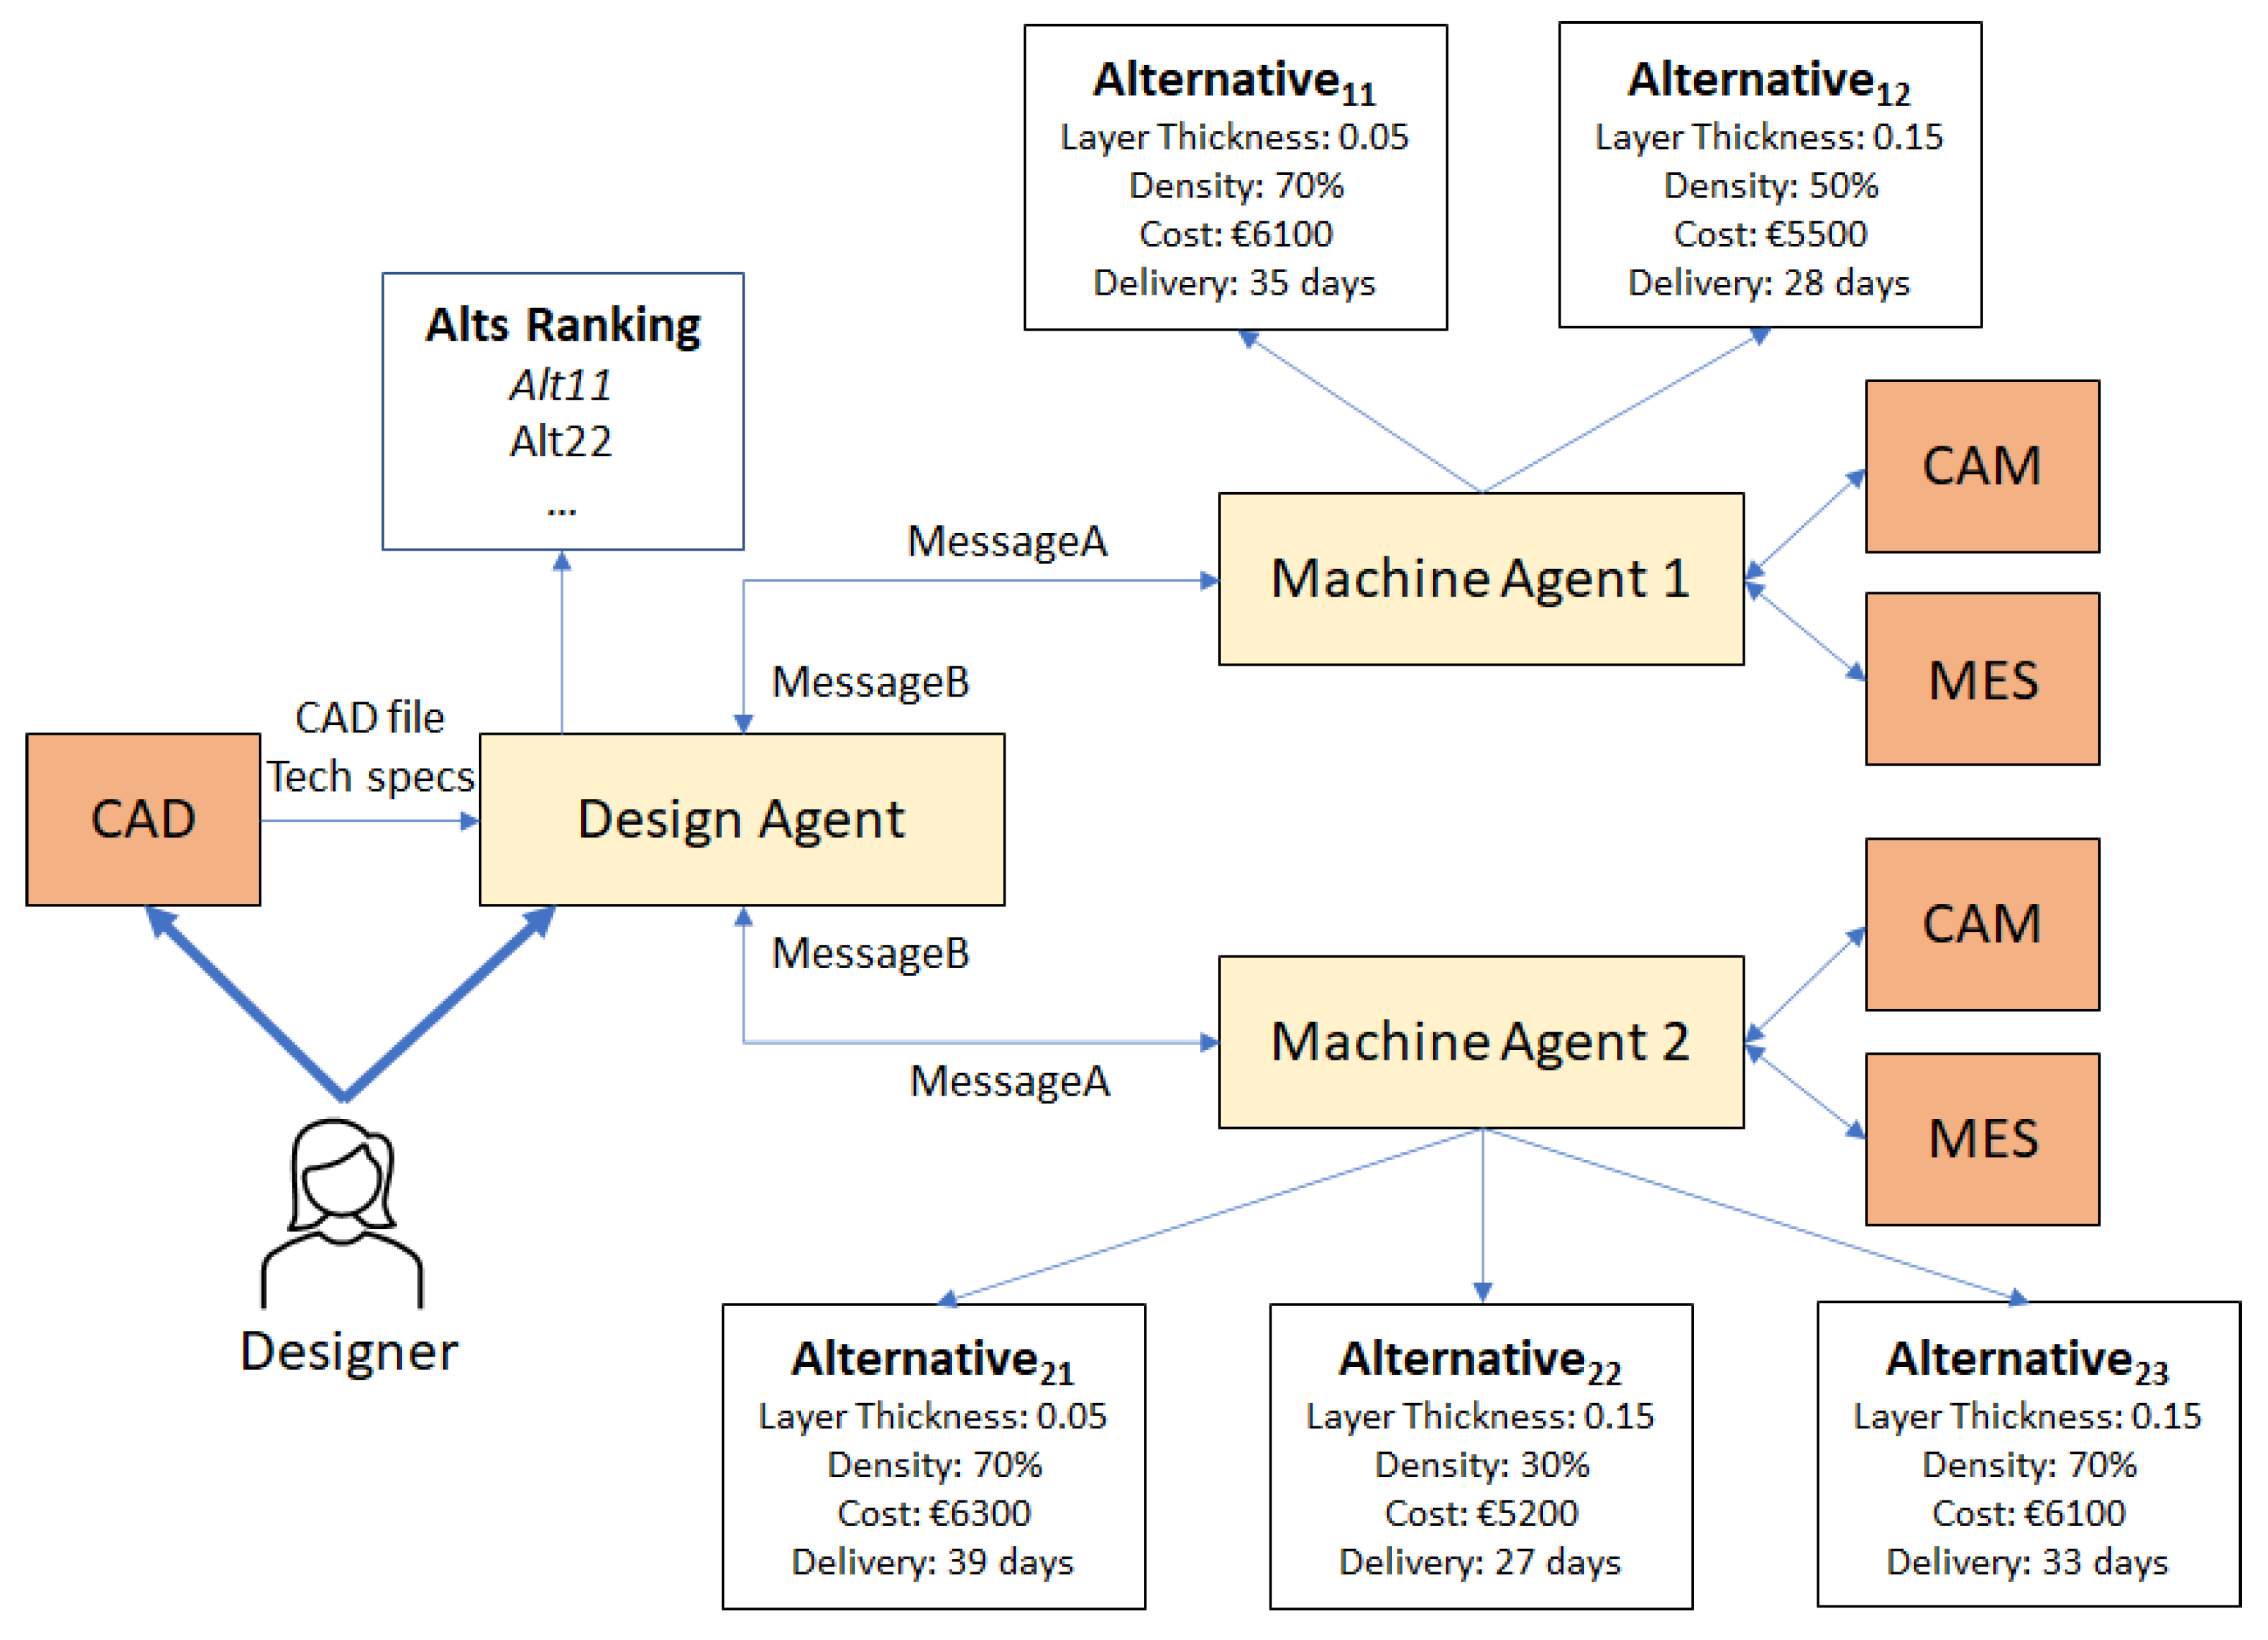 Alternative11
Layer Thickness: 0.05
Density: 70%
Cost: €6100
Delivery: 35 days
Alternative12
Layer Thickness: 0.15
Density: 50%
Cost: €5500
Delivery: 28 days
Alts Ranking
Alt11
Alt22
...
CAM
MessageA
Machine Agent 1
MES
MessageB
CAD file
Tech specs
CAD
Design Agent
CAM
MessageB
Machine Agent 2
MessageA
MES
Designer
Alternative21
Layer Thickness: 0.05
Density: 70%
Cost: €6300
Delivery: 39 days
Alternative22
Layer Thickness: 0.15
Density: 30%
Cost: €5200
Delivery: 27 days
Alternative23
Layer Thickness: 0.15
Density: 70%
Cost: €6100
Delivery: 33 days